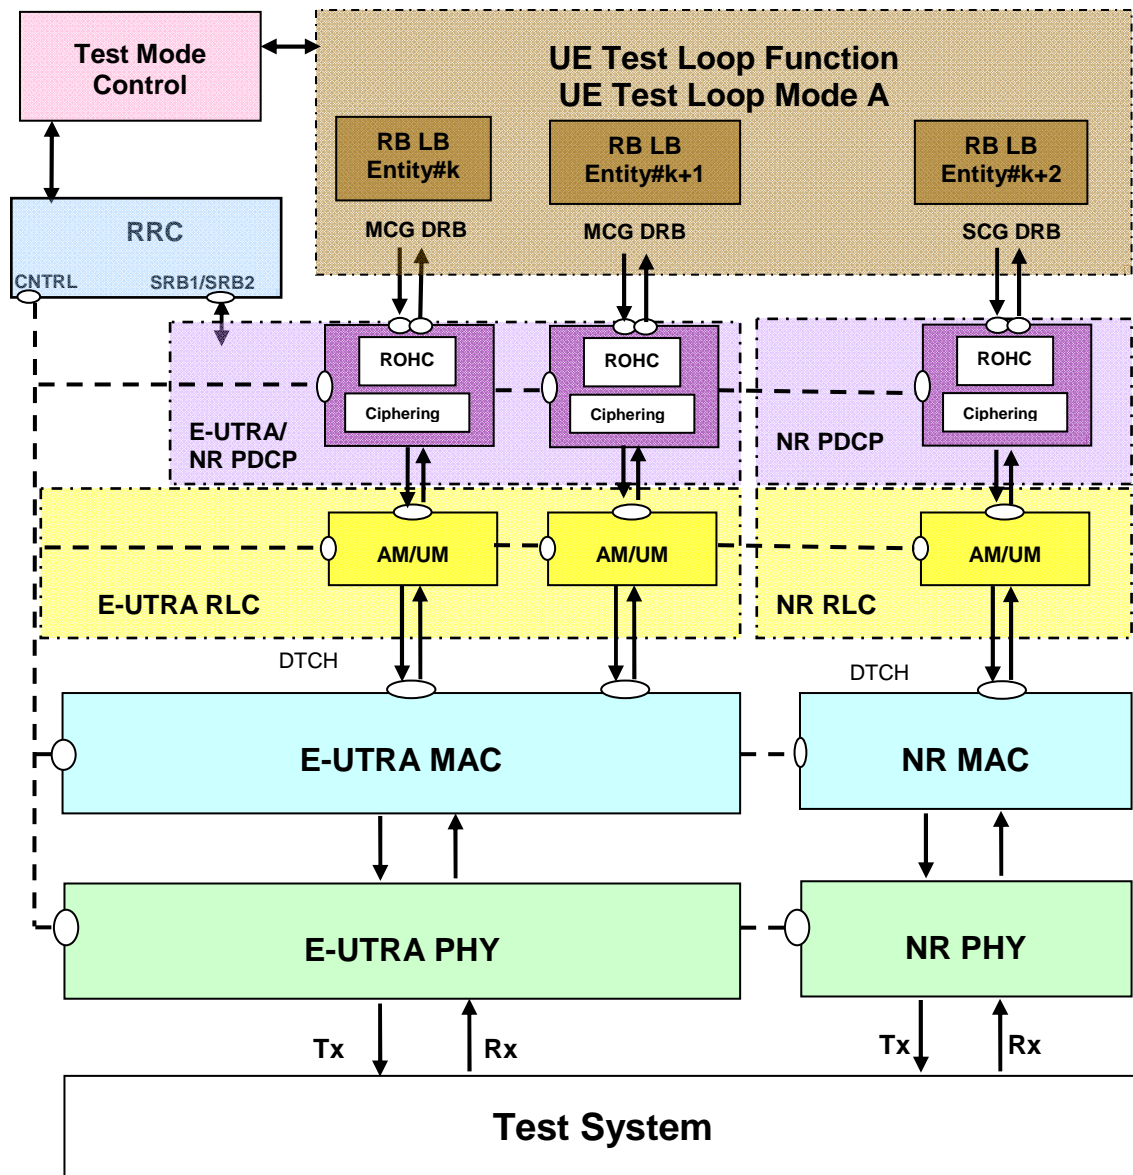 Test Mode
Control
UE Test Loop Function
UE Test Loop Mode A
RB LB
Entity#k
RB LB
Entity#k+1
RB LB
Entity#k+2
MCG DRB
MCG DRB
SCG DRB
RRC
CNTRL
SRB1/SRB2
ROHC
Ciphering
ROHC
Ciphering
ROHC
Ciphering
E-UTRA/
NR PDCP
NR PDCP
AM/UM
AM/UM
AM/UM
E-UTRA RLC
NR RLC
DTCH
DTCH
E-UTRA MAC
NR MAC
E-UTRA PHY
NR PHY
Tx
Rx
Tx
Rx
Test System